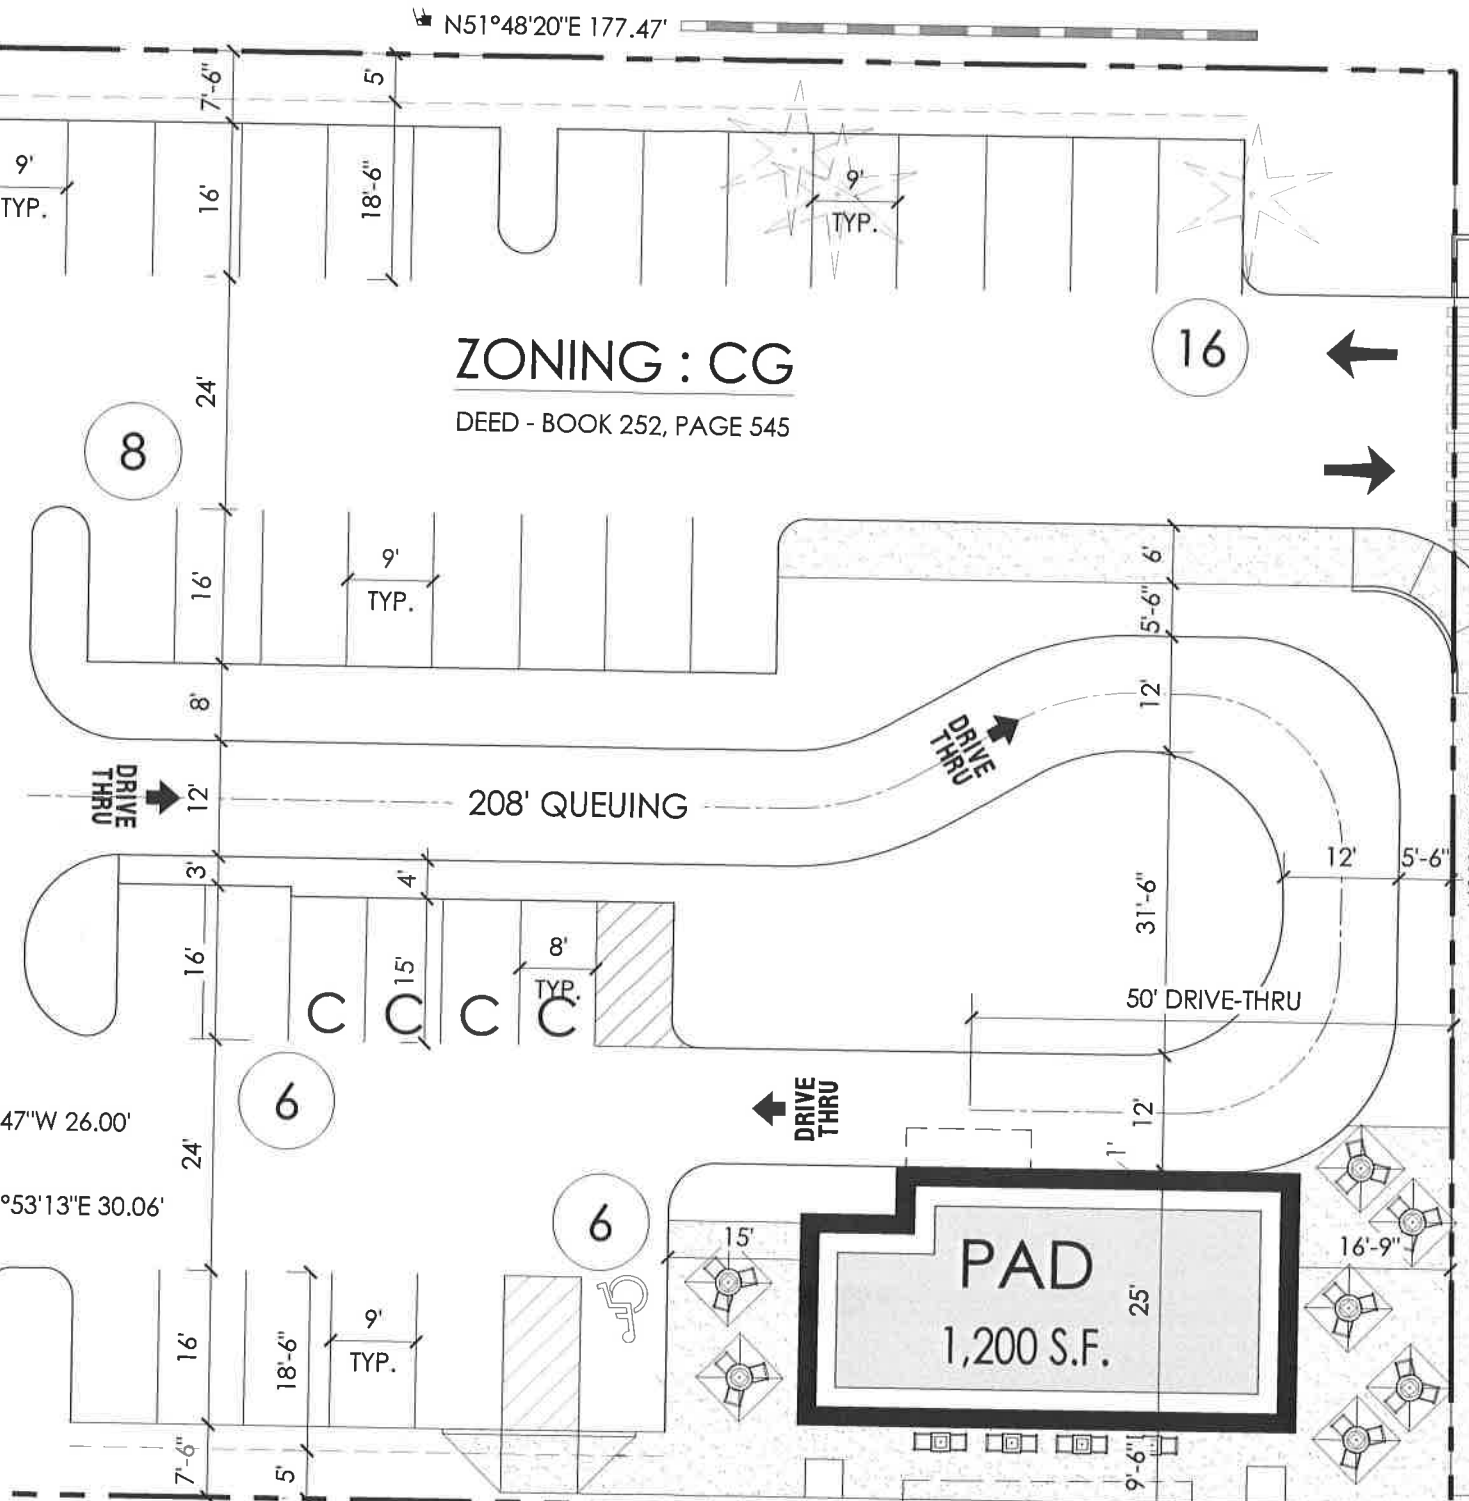 N51°48'20"E 177.47'
7'-6"
5'
9'
TYP.
16'
18'-6"
9'
TYP.
ZONING : CG
DEED - BOOK 252, PAGE 545
16
24'
8
16'
9'
TYP.
6'
5'-6"
8'
12'
DRIVE
THRU
DRIVE
THRU
12'
208' QUEUING
3'
4'
12'
5'-6"
31'-6"
16'
15'
8'
TYP.
C C C C
50' DRIVE-THRU
6
DRIVE
THRU
12'
1'
47"W 26.00'
24'
°53'13"E 30.06'
6
15'
16'-9"
PAD
1,200 S.F.
25'
16'
18'-6"
9'
TYP.
7'-6"
5'
9'-6"